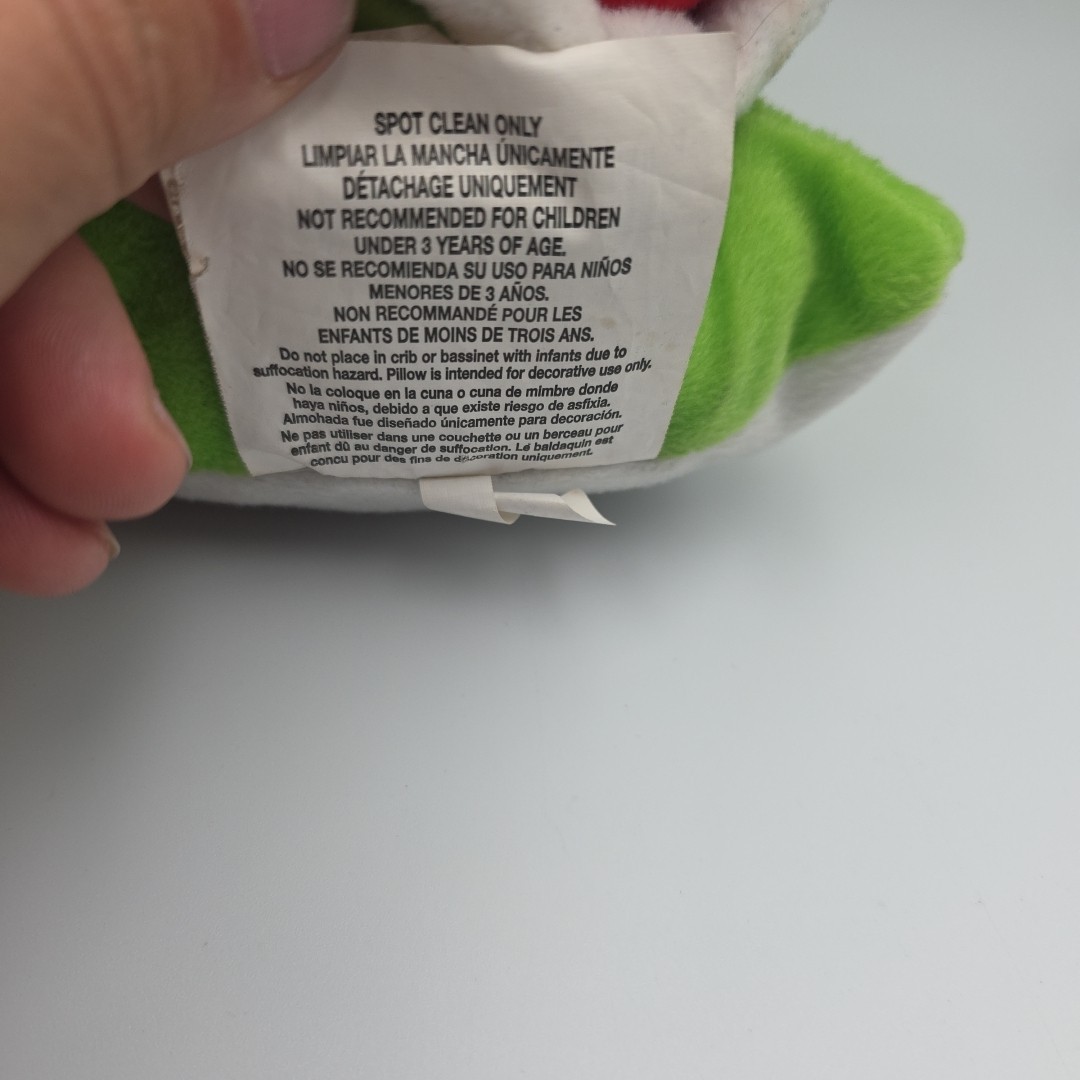 SPOT CLEAN ONLY
LIMPIAR LA MANCHA ÚNICAMENTE
DÉTACHAGE UNIQUEMENT
NOT RECOMMENDED FOR CHILDREN
UNDER 3 YEARS OF AGE.
NO SE RECOMIENDA SU USO PARA NIÑOS
MENORES DE 3 AÑOS.
NON RECOMMANDÉ POUR LES
ENFANTS DE MOINS DE TROIS ANS.
Do not place in crib or bassinet with infants due to
suffocation hazard. Pillow is intended for decorative use only.
No la coloque en la cuna o cuna de mimbre donde
haya niños, debido a que existe riesgo de asfixia.
Almohada fue diseñado únicamente para decoración.
Ne pas utiliser dans une couchette ou un berceau pour
enfant dû au danger de suffocation. Le baldaquin est
concu pour des fins de décoration uniquement.